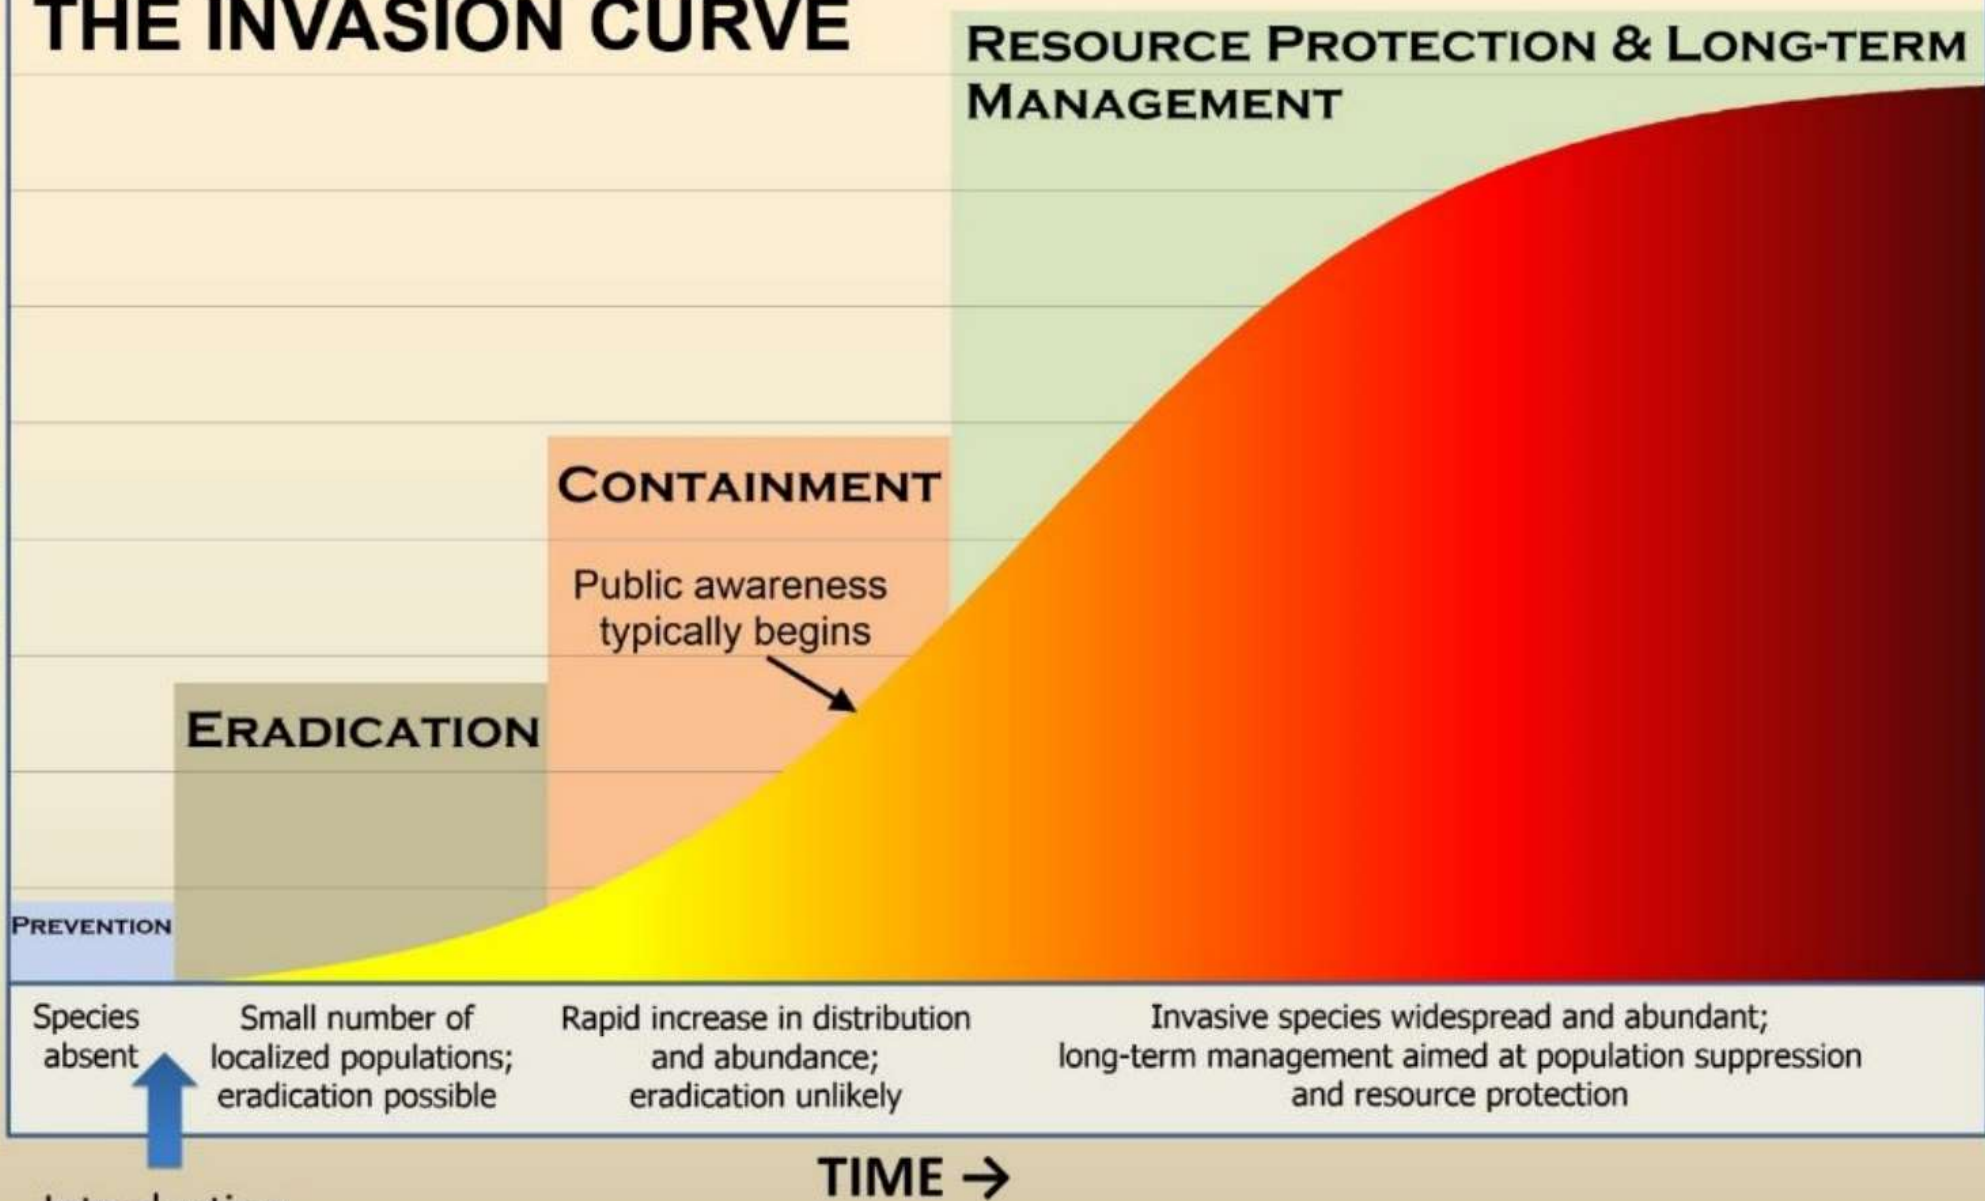 THE INVASION CURVE
RESOURCE PROTECTION & LONG-TERM
MANAGEMENT
CONTAINMENT
Public awareness
typically begins
ERADICATION
PREVENTION
Species
absent
Small number of
localized populations;
eradication possible
Rapid increase in distribution
and abundance;
eradication unlikely
Invasive species widespread and abundant;
long-term management aimed at population suppression
and resource protection
TIME →